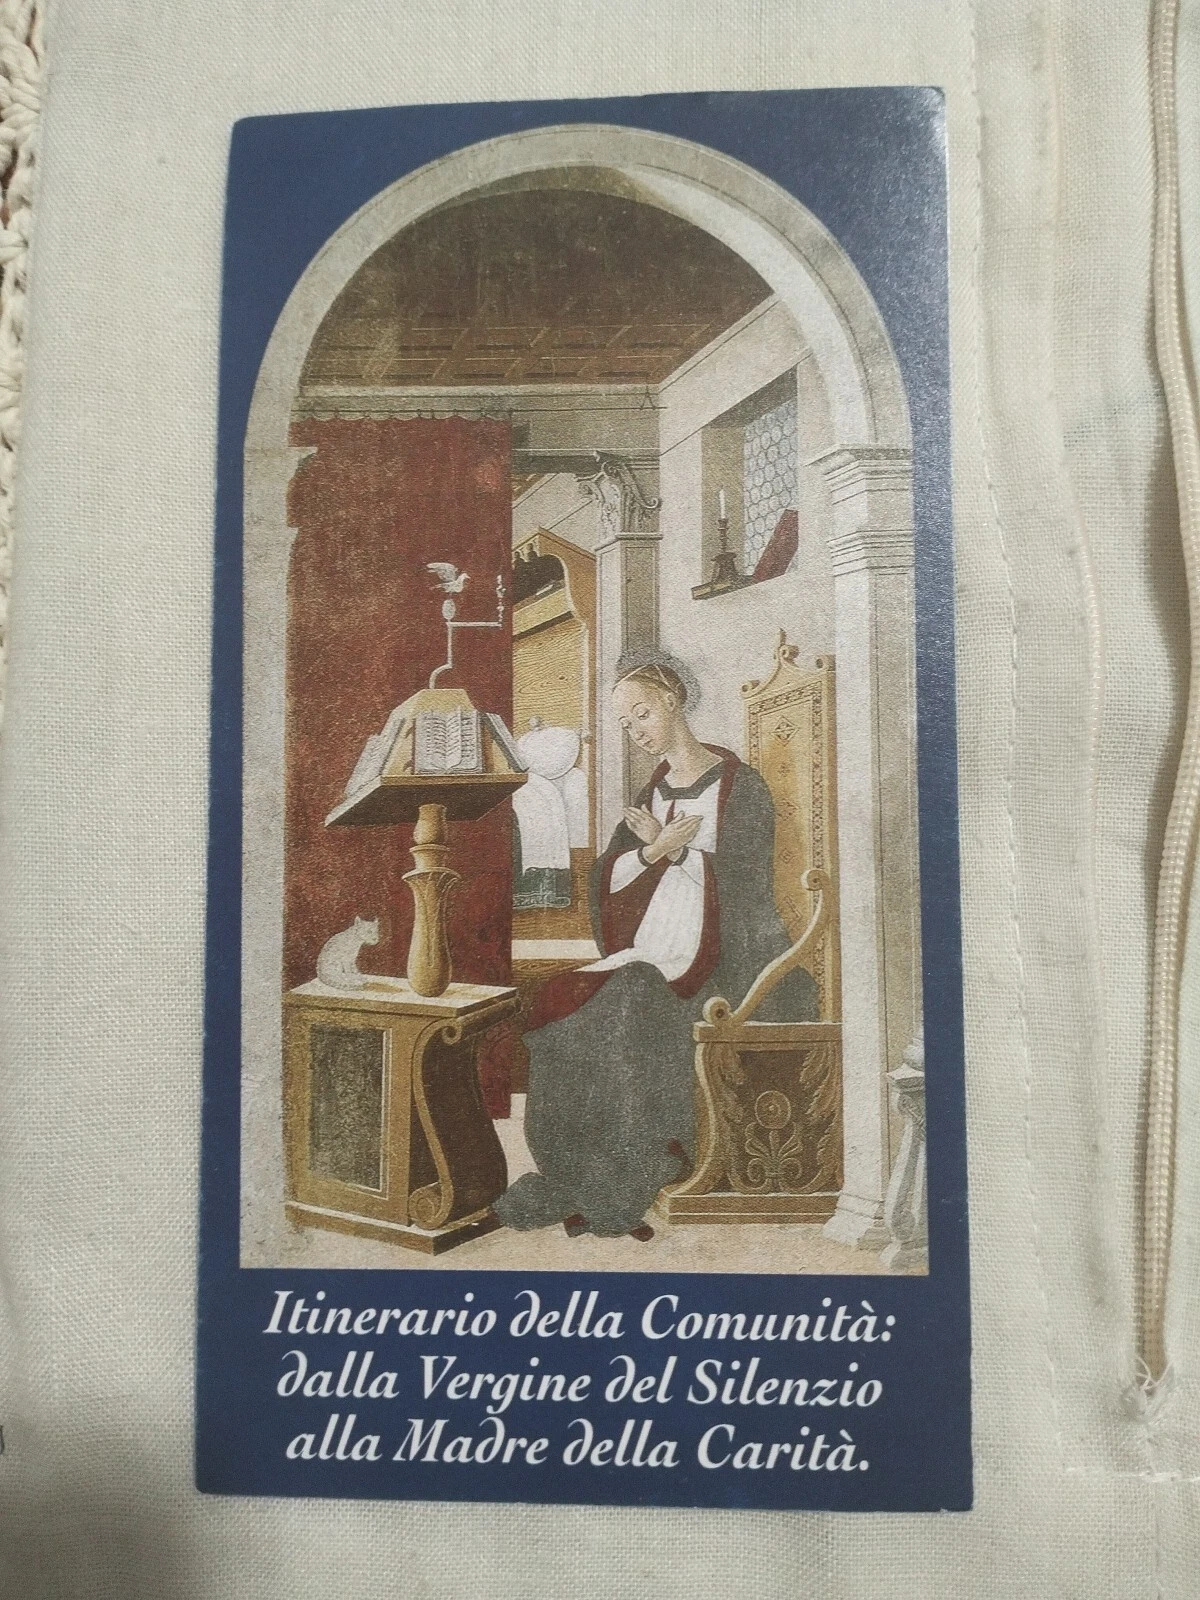 Itinerario della Comunità:
dalla Vergine del Silenzio
alla Madre della Carità.